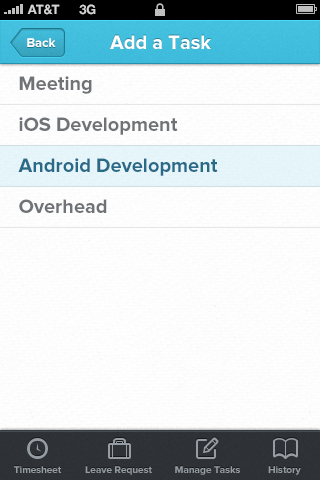 AT&T 3G
Back Add a Task
Meeting
iOS Development
Android Development
Overhead
Timesheet Leave Request Manage Tasks History